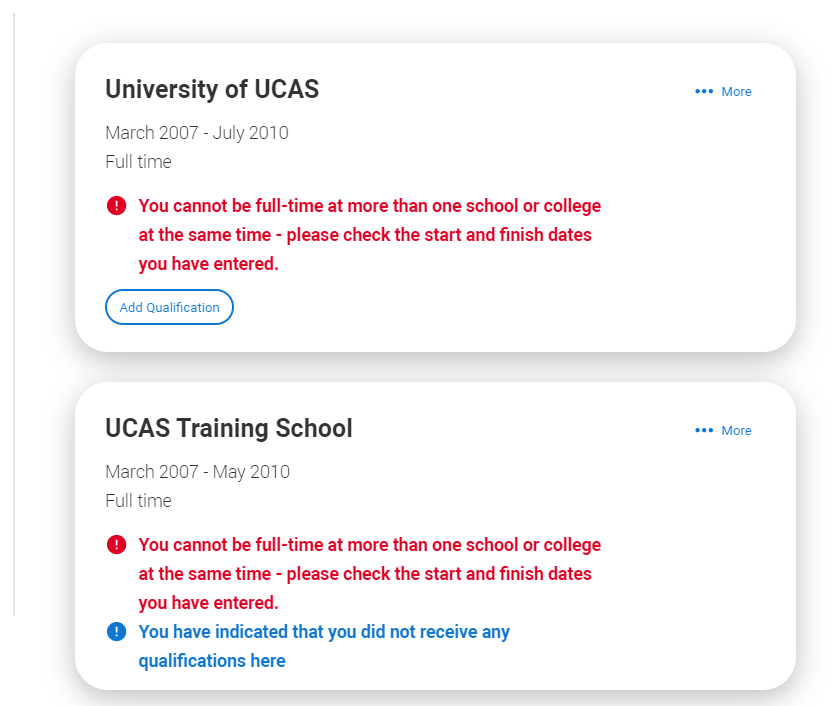 University of UCAS
••• More
March 2007 - July 2010
Full time
You cannot be full-time at more than one school or college
at the same time - please check the start and finish dates
you have entered.
Add Qualification
UCAS Training School
••• More
March 2007 - May 2010
Full time
You cannot be full-time at more than one school or college
at the same time - please check the start and finish dates
you have entered.
You have indicated that you did not receive any
qualifications here